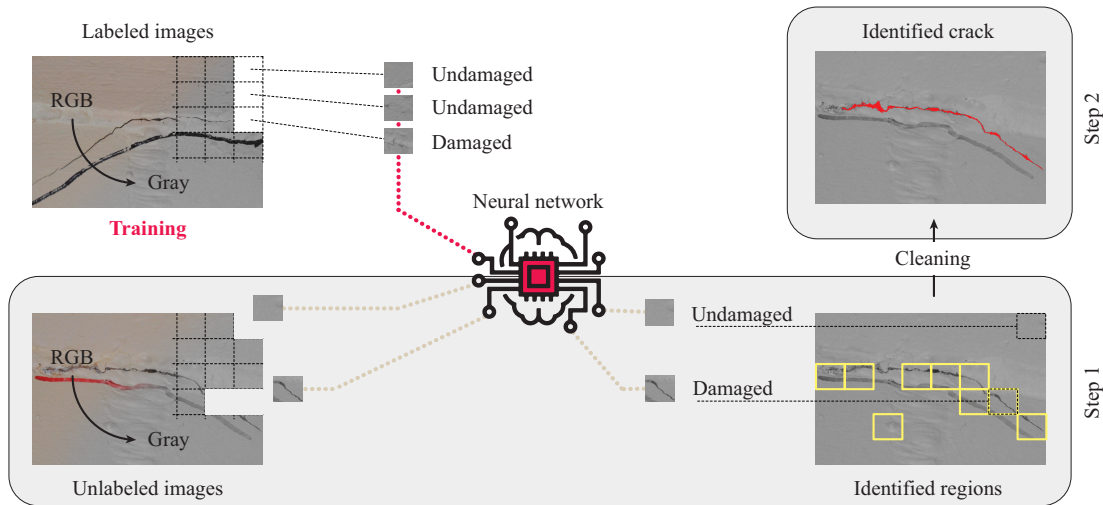 Labeled images
RGB
Gray
Training
Undamaged
Undamaged
Damaged
Neural network
Identified crack
Step 2
Cleaning
RGB
Gray
Unlabeled images
Undamaged
Damaged
Identified regions
Step 1